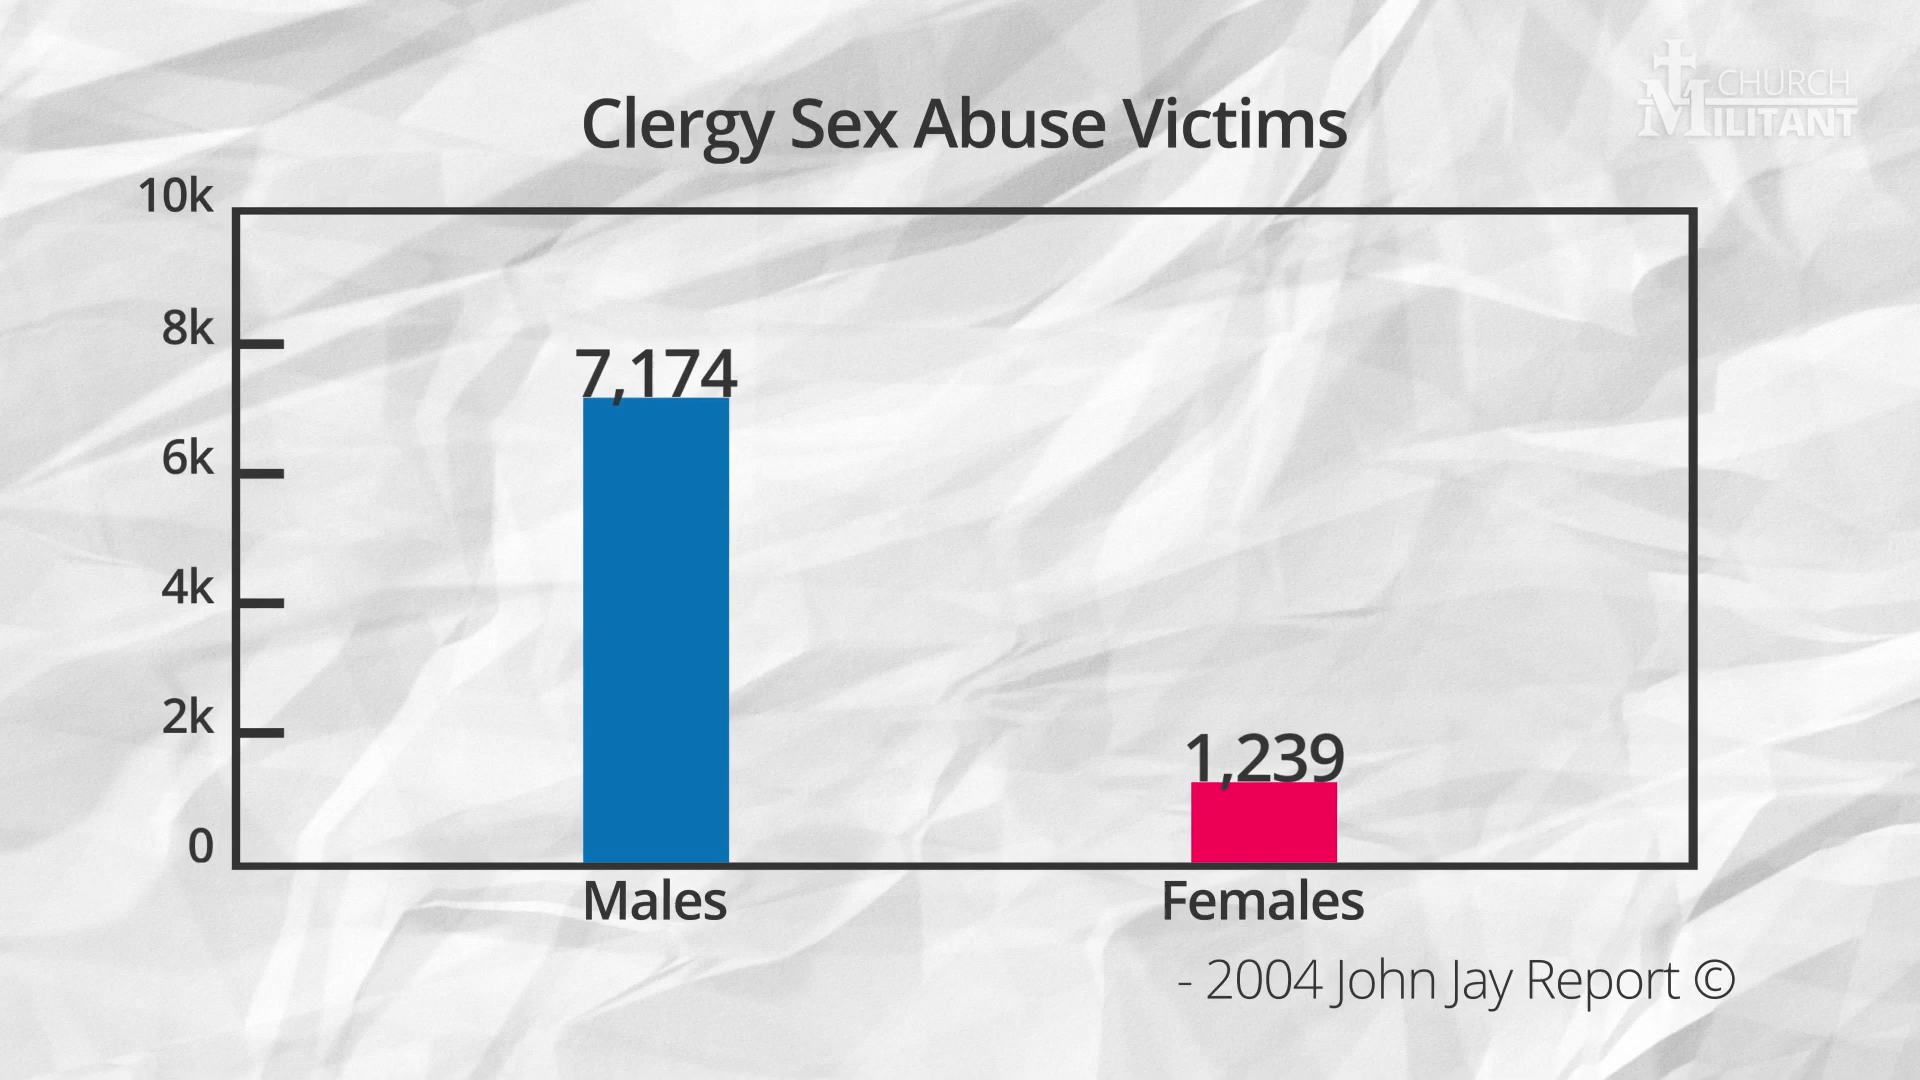 CHURCH
MILITANT
Clergy Sex Abuse Victims
10k
8k
7,174
6k
4k
2k
1,239
0
Males
Females
- 2004 John Jay Report ©